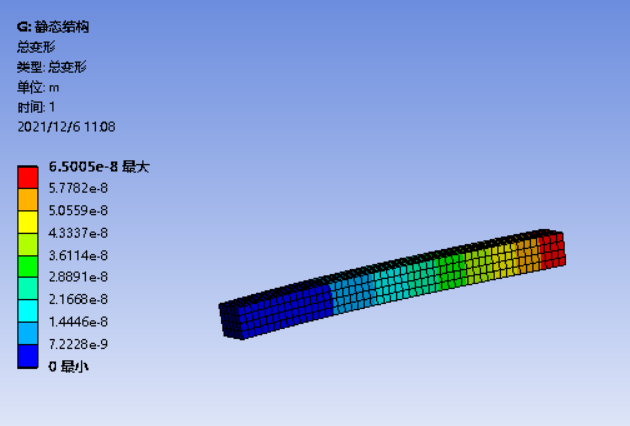 G: 静态结构
总变形
类型: 总变形
单位: m
时间: 1
2021/12/6 11:08
6.5005e-8 最大
5.7782e-8
5.0559e-8
4.3337e-8
3.6114e-8
2.8891e-8
2.1668e-8
1.4446e-8
7.2228e-9
0 最小